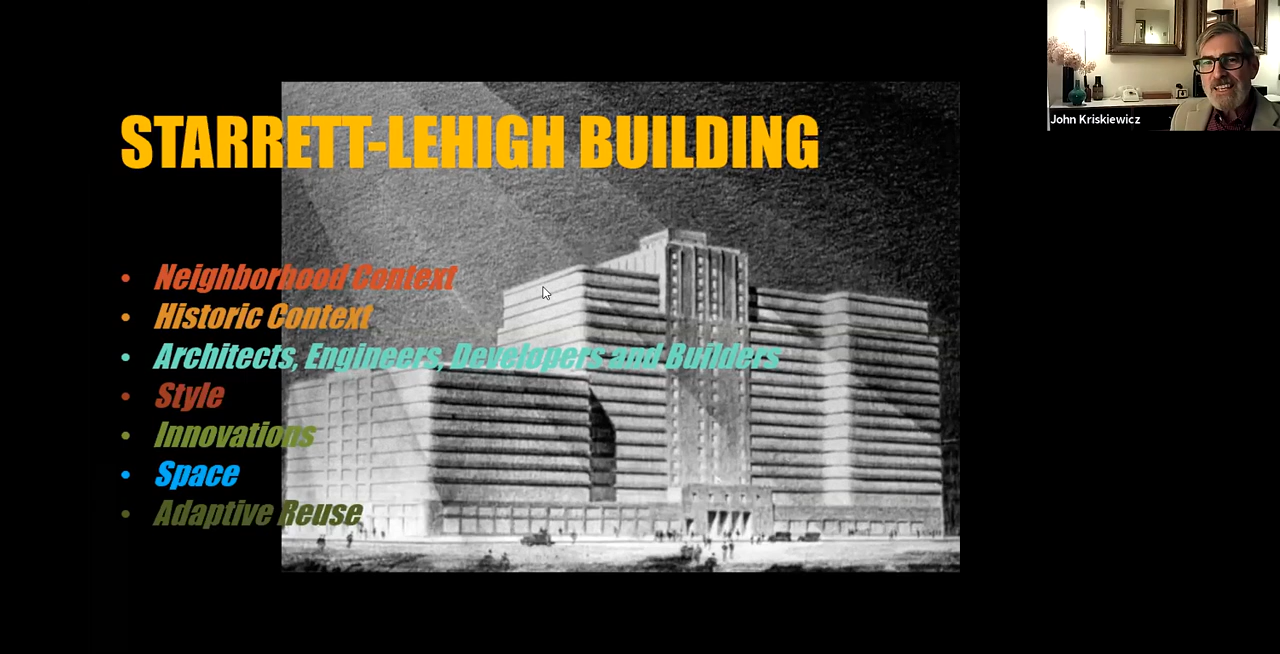 STARRETT-LEHIGH BUILDING
• Neighborhood Context
• Historic Context
• Architects, Engineers, Developers and Builders
• Style
• Innovations
• Space
• Adaptive Reuse
John Kriskiewicz